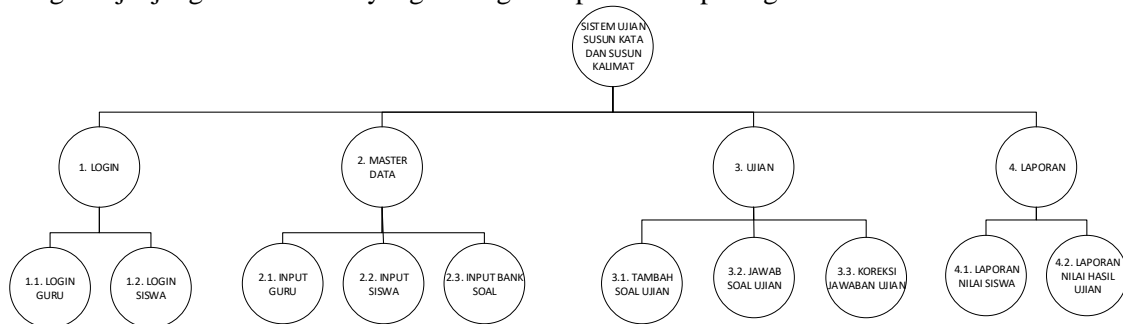 SISTEM UJIAN
SUSUN KATA
DAN SUSUN
KALIMAT
1. LOGIN
2. MASTER
DATA
3. UJIAN
4. LAPORAN
1.1. LOGIN
GURU
1.2. LOGIN
SISWA
2.1. INPUT
GURU
2.2. INPUT
SISWA
2.3. INPUT BANK
SOAL
3.1. TAMBAH
SOAL UJIAN
3.2. JAWAB
SOAL UJIAN
3.3. KOREKSI
JAWABAN UJIAN
4.1. LAPORAN
NILAI SISWA
4.2. LAPORAN
NILAI HASIL
UJIAN